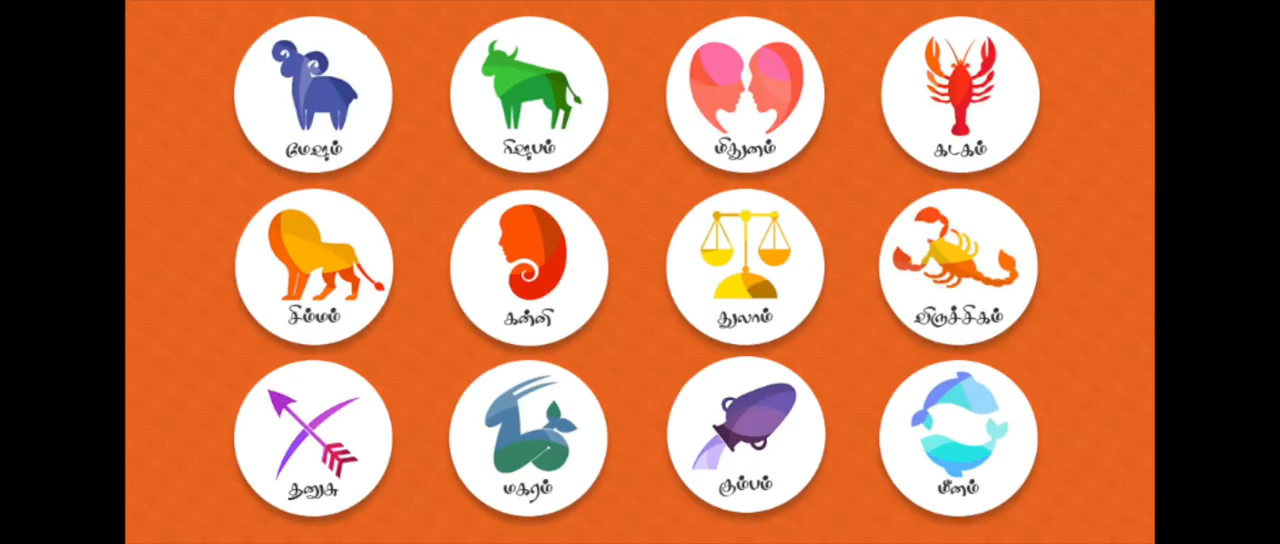 மேஷம்
ரிஷபம்
மிதுனம்
கடகம்
சிம்மம்
கன்னி
துலாம்
விருச்சிகம்
தனுசு
மகரம்
கும்பம்
மீனம்